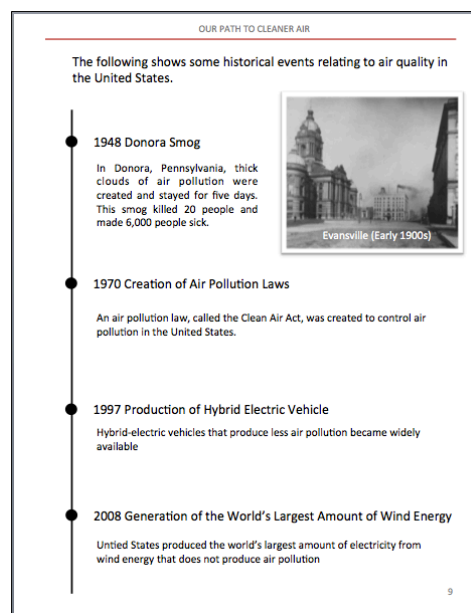 OUR PATH TO CLEANER AIR
The following shows some historical events relating to air quality in
the United States.
1948 Donora Smog
In Donora, Pennsylvania, thick
clouds of air pollution were
created and stayed for five days.
This smog killed 20 people and
made 6,000 people sick.
Evansville (Early 1900s)
1970 Creation of Air Pollution Laws
An air pollution law, called the Clean Air Act, was created to control air
pollution in the United States.
1997 Production of Hybrid Electric Vehicle
Hybrid-electric vehicles that produce less air pollution became widely
available
2008 Generation of the World's Largest Amount of Wind Energy
Untied States produced the world's largest amount of electricity from
wind energy that does not produce air pollution
9